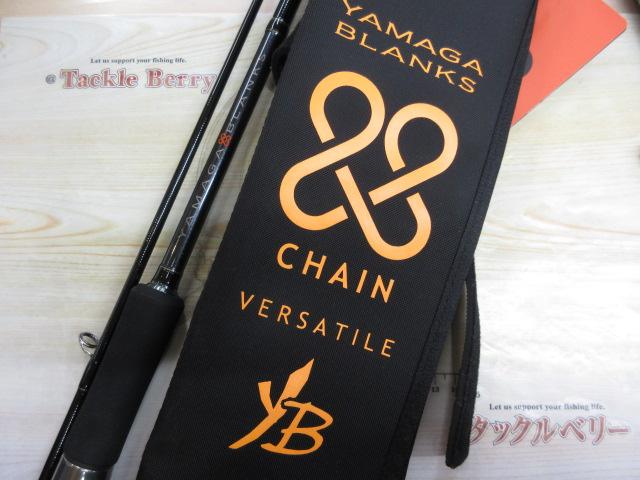 Let us support your fishing life.
@ Tackle Berry
YAMAGA BLANKS
YAMAGA
BLANKS
CHAIN
VERSATILE
YB
13
Let us support your fishing life.
タックルベリー